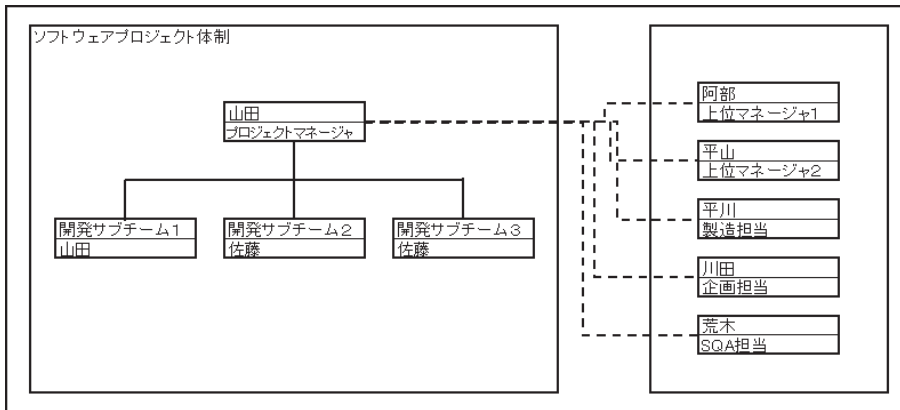 ソフトウェアプロジェクト体制
山田
プロジェクトマネージャ
開発サブチーム1
山田
開発サブチーム2
佐藤
開発サブチーム3
佐藤
阿部
上位マネージャ1
平山
上位マネージャ2
平川
製造担当
川田
企画担当
荒木
SQA担当